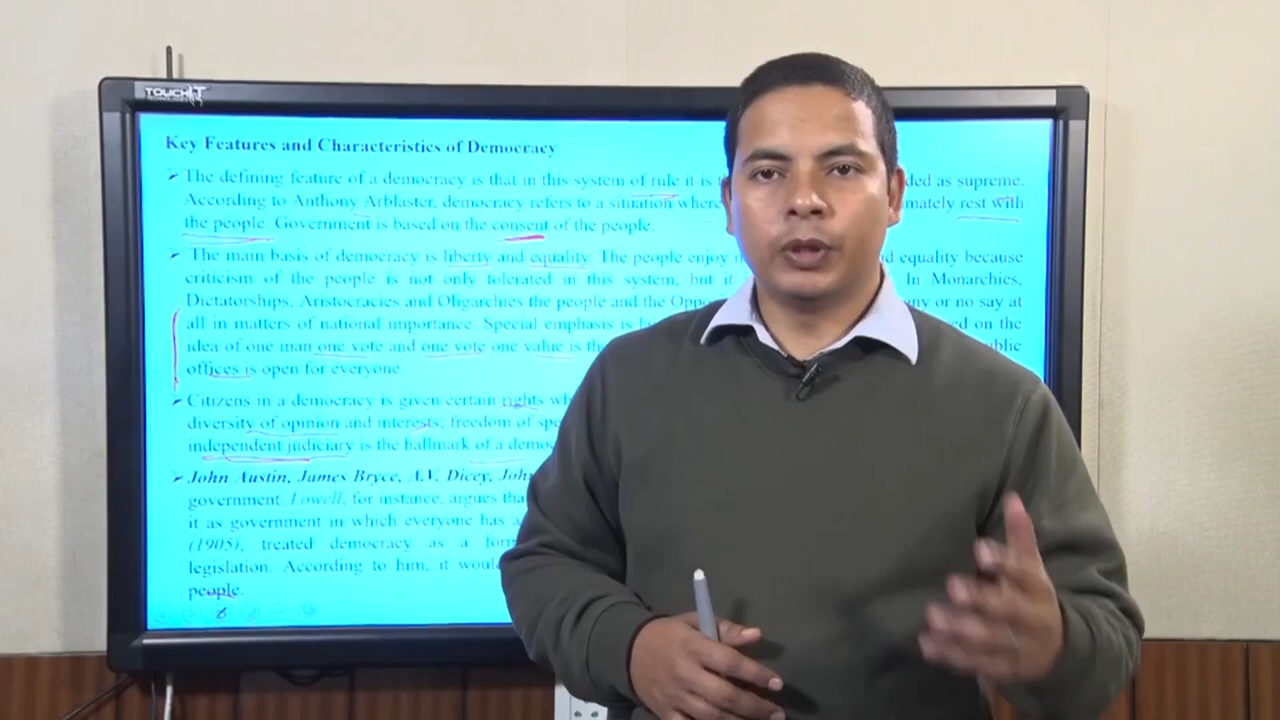 TOUCHIT
TECHNOLOGIES
Key Features and Characteristics of Democracy
➢ The defining feature of a democracy is that in this system of rule it is ded as supreme.
According to Anthony Arblaster, democracy refers to a situation where mately rest with
the people. Government is based on the consent of the people.
➢ The main basis of democracy is liberty and equality. The people enjoy d equality because
criticism of the people is not only tolerated in this system, but it In Monarchies,
Dictatorships, Aristocracies and Oligarchies the people and the Oppo ny or no say at
all in matters of national importance. Special emphasis is ed on the
idea of one man one vote and one vote one value is the ublic
offices is open for everyone.
➢ Citizens in a democracy is given certain rights wh
diversity of opinion and interests, freedom of spe
independent judiciary is the hallmark of a democ
➢ John Austin, James Bryce, A.V. Dicey, John
government. Lowell, for instance, argues tha
it as government in which everyone has a
(1905), treated democracy as a form
legislation. According to him, it would
people.